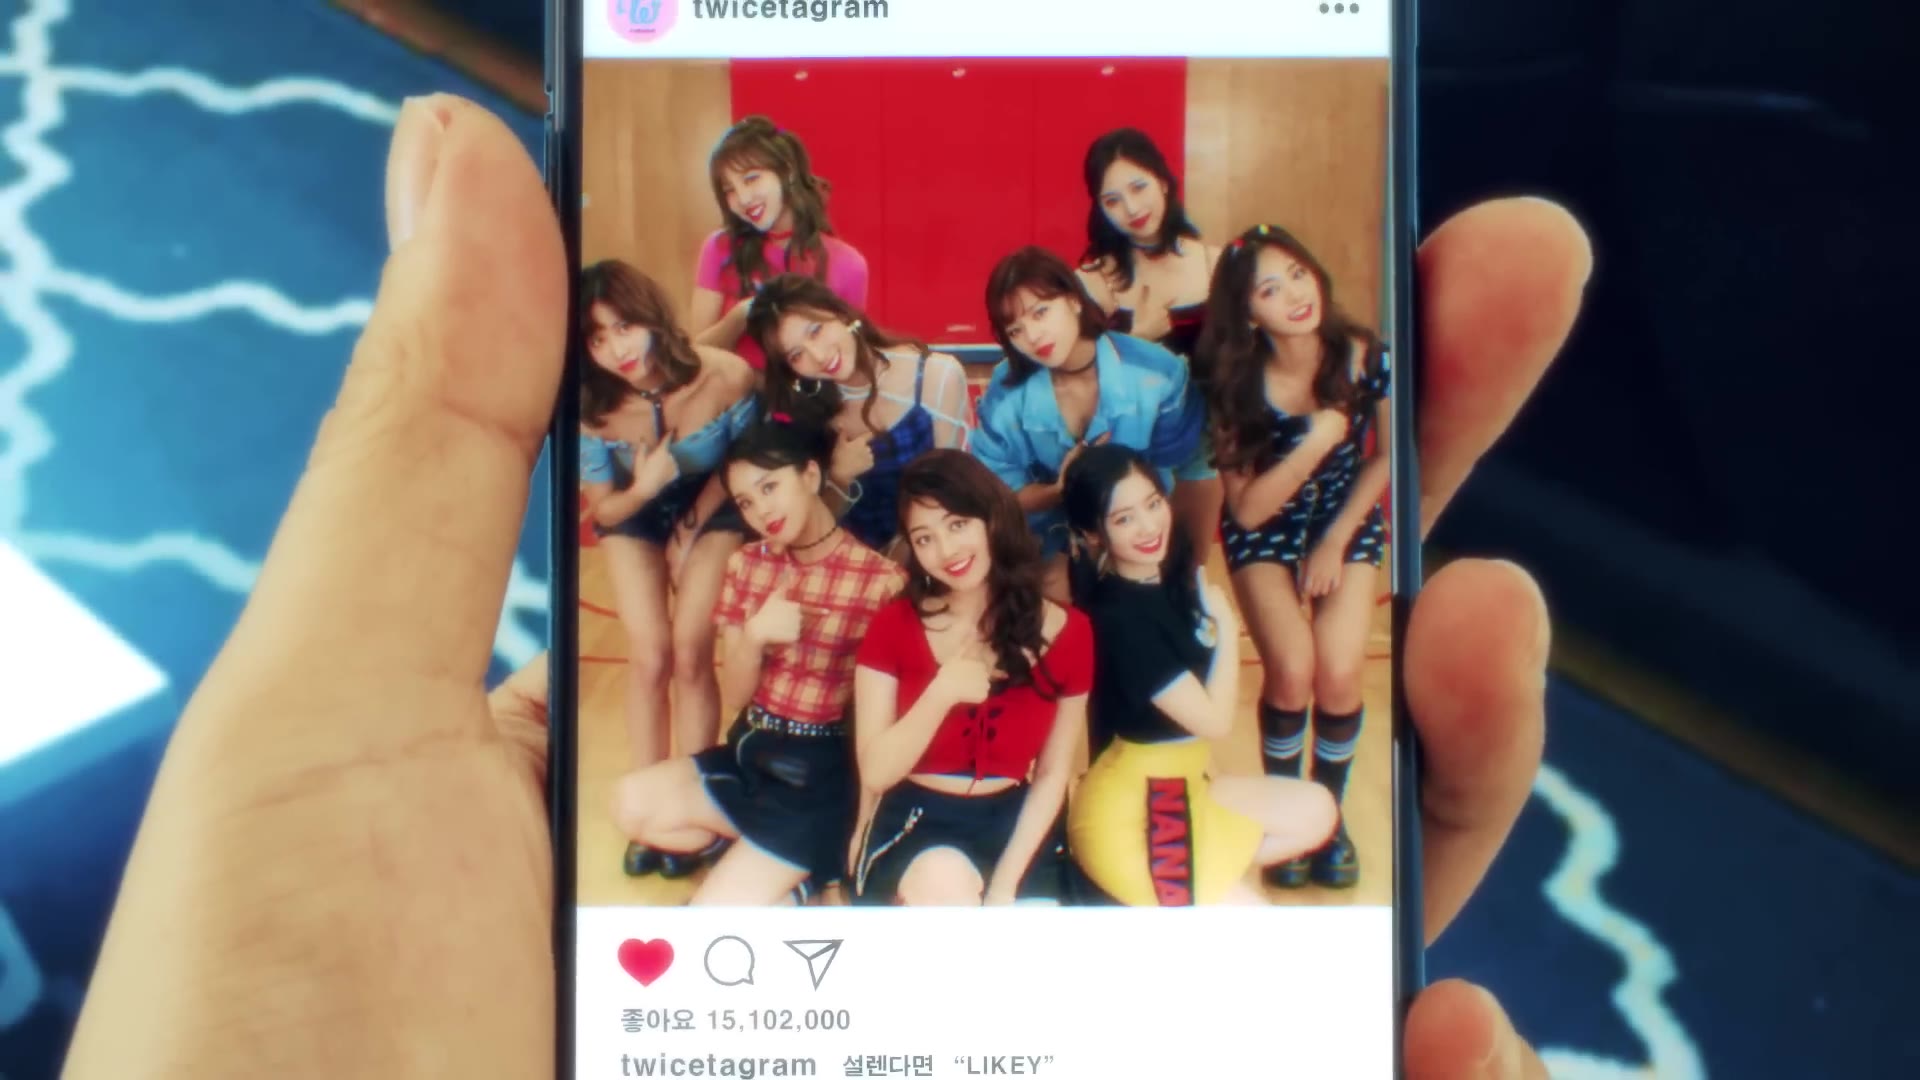 twicetagram
NANA
좋아요 15,102,000
twicetagram 설렌다면 “LIKEY”